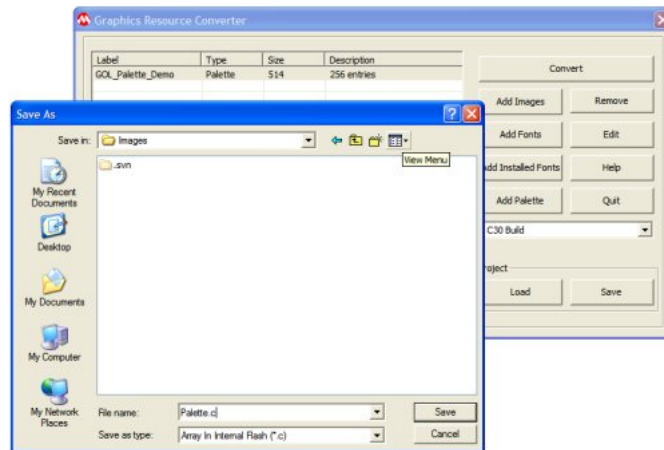 Graphics Resource Converter
Label Type Size Description
GOL_Palette_Demo Palette 514 256 entries
Convert
Add Images Remove
Add Fonts Edit
Add Installed Fonts Help
Add Palette Quit
C30 Build
roject
Load Save
Save As
Save in: Images
View Menu
.svn
My Recent
Documents
Desktop
My Documents
My Computer
My Network
Places
File name: Palette.c Save
Save as type: Array In Internal Flash (*.c) Cancel